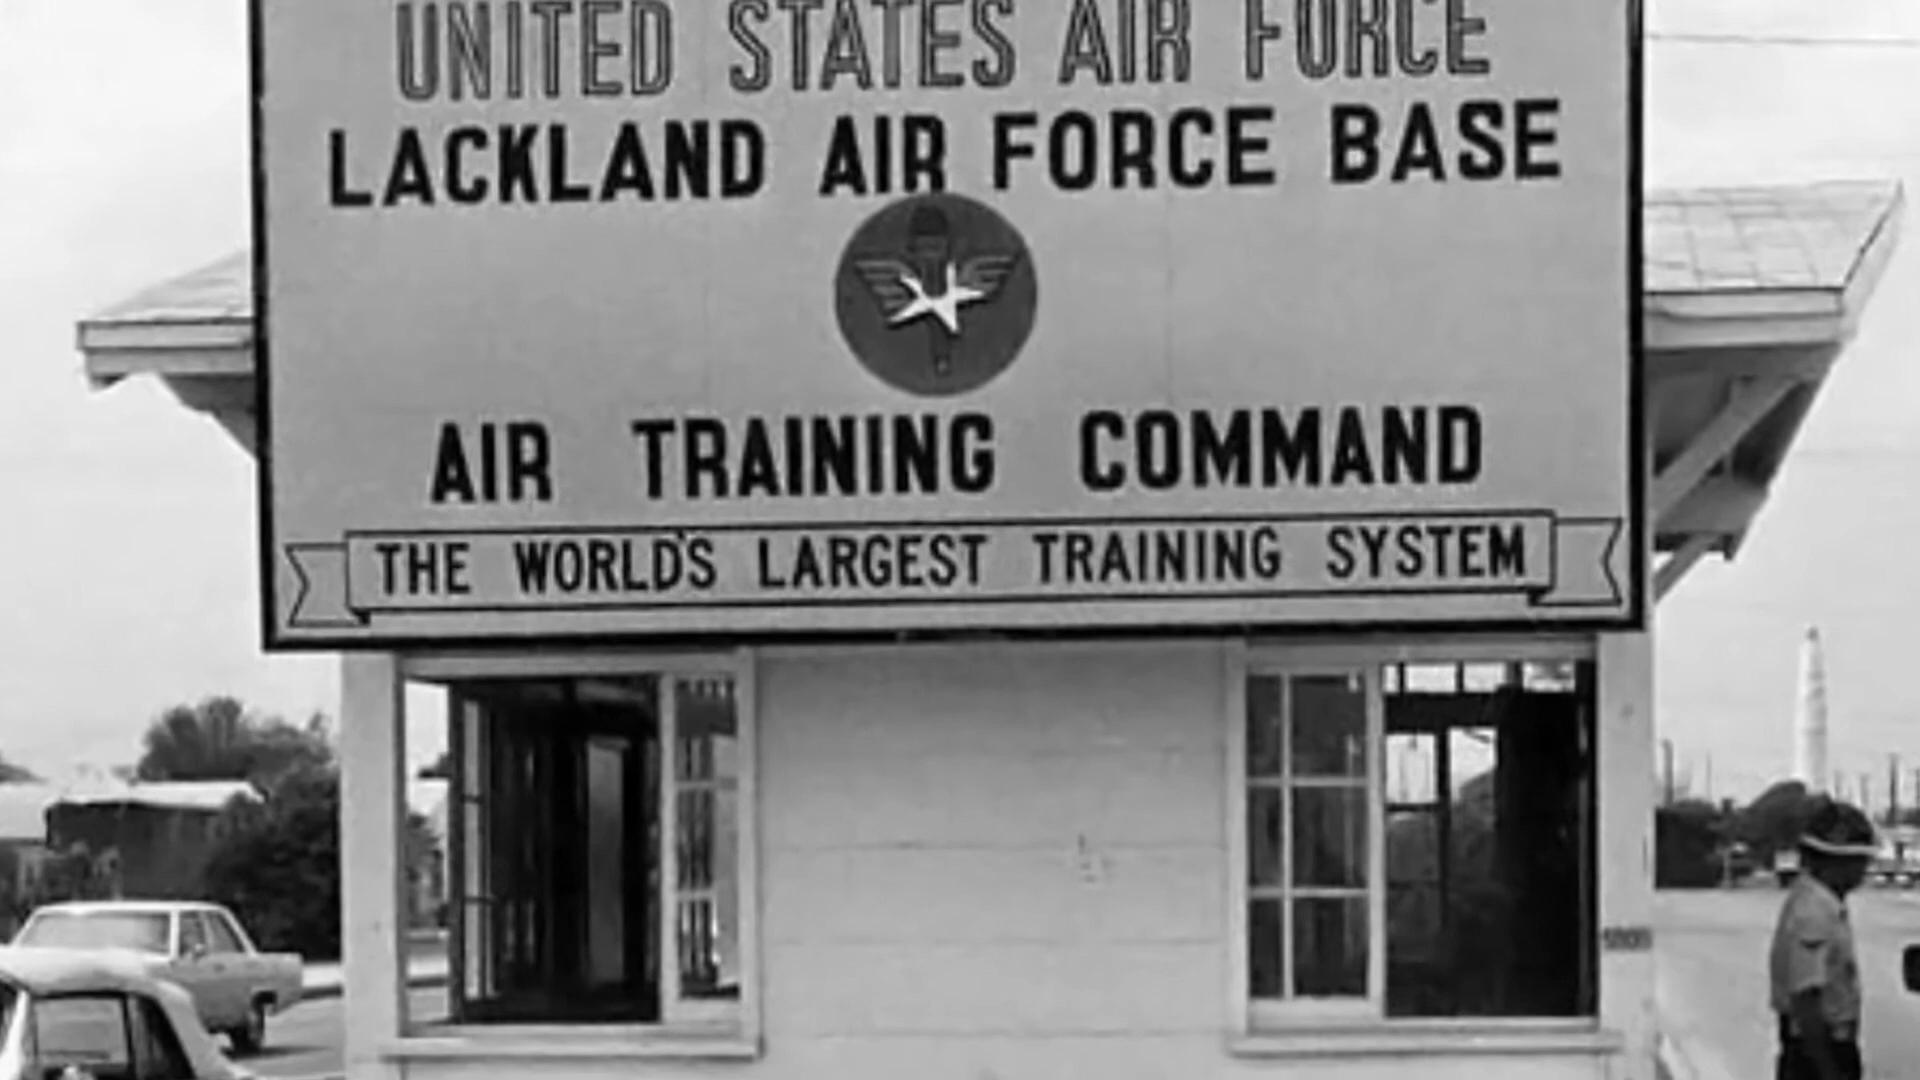 UNITED STATES AIR FORCE
LACKLAND AIR FORCE BASE
AIR TRAINING COMMAND
THE WORLD'S LARGEST TRAINING SYSTEM